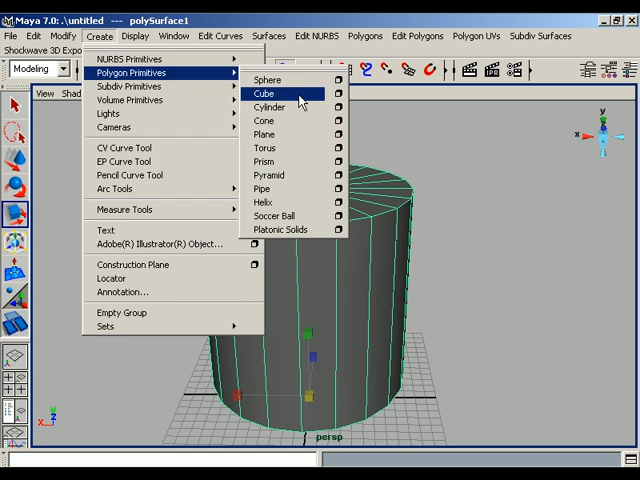 Maya 7.0: .\untitled --- polySurface1
File Edit Modify Create Display Window Edit Curves Edit NURBS Polygons Edit Polygons Polygon UVs Subdiv Surfaces
Shockwave 3D Expo
Modeling
View Shad
NURBS Primitives
Polygon Primitives
Subdiv Primitives
Volume Primitives
Lights
Cameras
CV Curve Tool
EP Curve Tool
Pencil Curve Tool
Arc Tools
Measure Tools
Text
Adobe(R) Illustrator(R) Object...
Construction Plane
Locator
Annotation...
Empty Group
Sets
Sphere
Cube
Cylinder
Cone
Plane
Torus
Prism
Pyramid
Pipe
Helix
Soccer Ball
Platonic Solids
IPR
y
x
z
Y
Z
X
persp